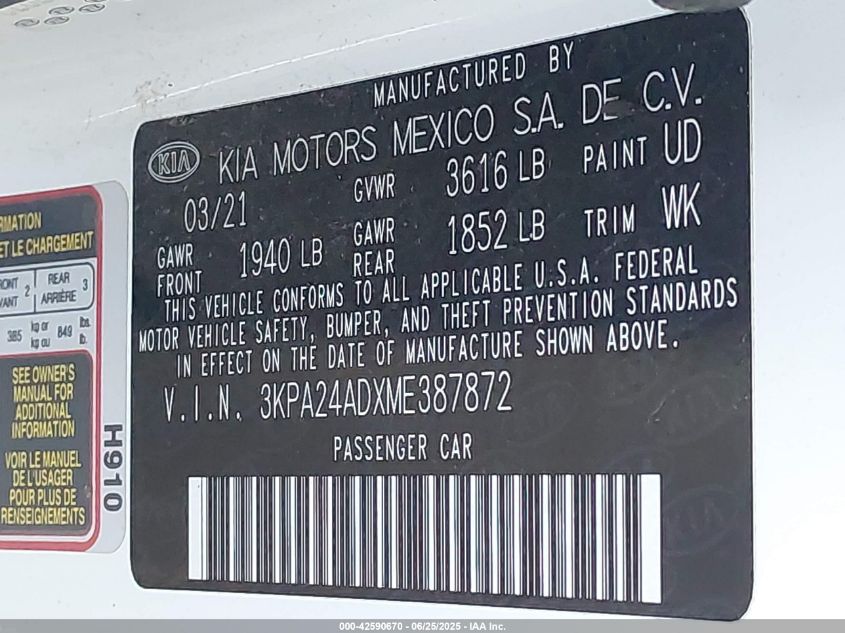 MANUFACTURED BY
KIA KIA MOTORS MEXICO S.A. DE C.V.
03/21 GVWR 3616 LB PAINT UD
GAWR FRONT 1940 LB GAWR REAR 1852 LB TRIM WK
THIS VEHICLE CONFORMS TO ALL APPLICABLE U.S.A. FEDERAL
MOTOR VEHICLE SAFETY, BUMPER, AND THEFT PREVENTION STANDARDS
IN EFFECT ON THE DATE OF MANUFACTURE SHOWN ABOVE.
V.I.N. 3KPA24ADXME387872
PASSENGER CAR
ET LE CHARGEMENT
2 REAR ARRIÈRE 3
385 kg or kg ou 849 lbs. lb.
SEE OWNER'S
MANUAL FOR
ADDITIONAL
INFORMATION
VOIR LE MANUEL
DE L'USAGER
POUR PLUS DE
RENSEIGNEMENTS
H910
000-42590670 - 06/25/2025 - IAA Inc.